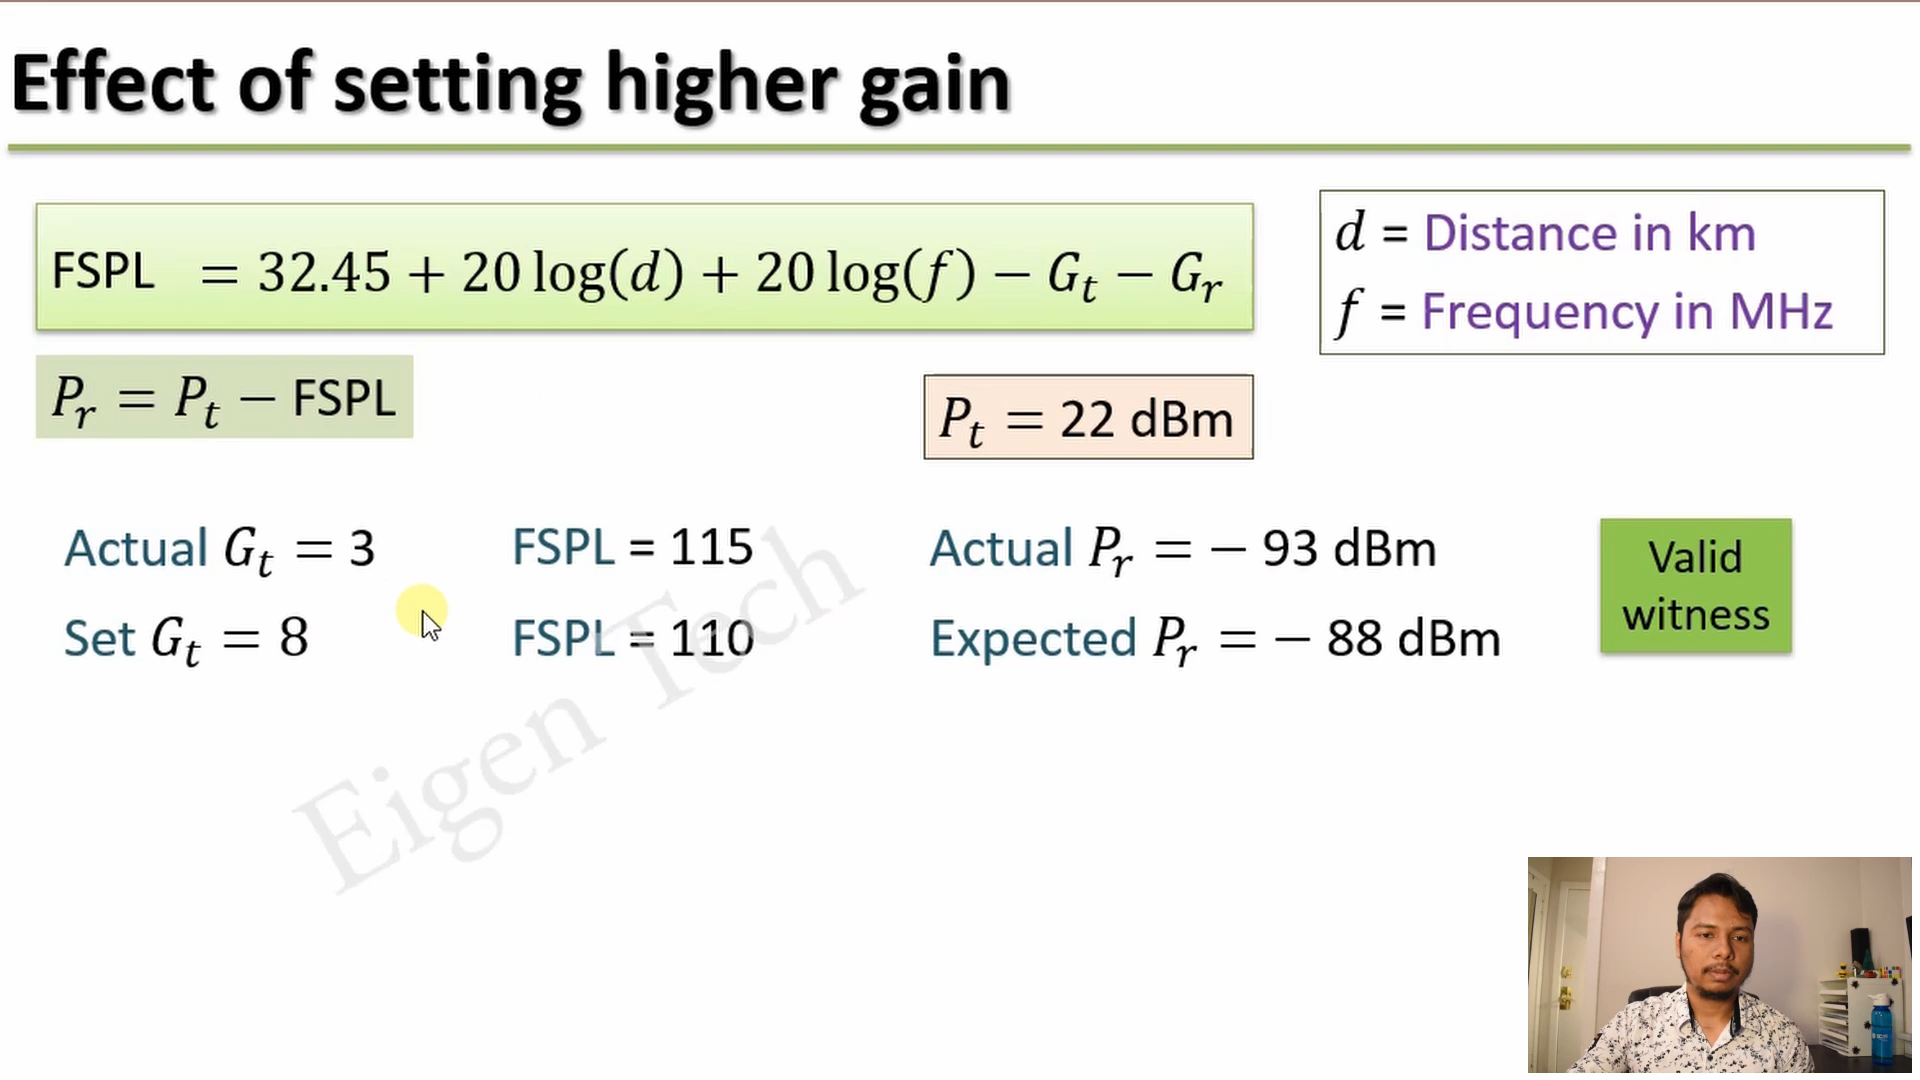 Effect of setting higher gain
FSPL = 32.45 + 20 log(d) + 20 log(f) − Gₜ − Gᵣ
d = Distance in km
f = Frequency in MHz
Pᵣ = Pₜ − FSPL
Pₜ = 22 dBm
Actual Gₜ = 3 FSPL = 115 Actual Pᵣ = − 93 dBm
Set Gₜ = 8 FSPL = 110 Expected Pᵣ = − 88 dBm
Valid
witness
Eigen Tech